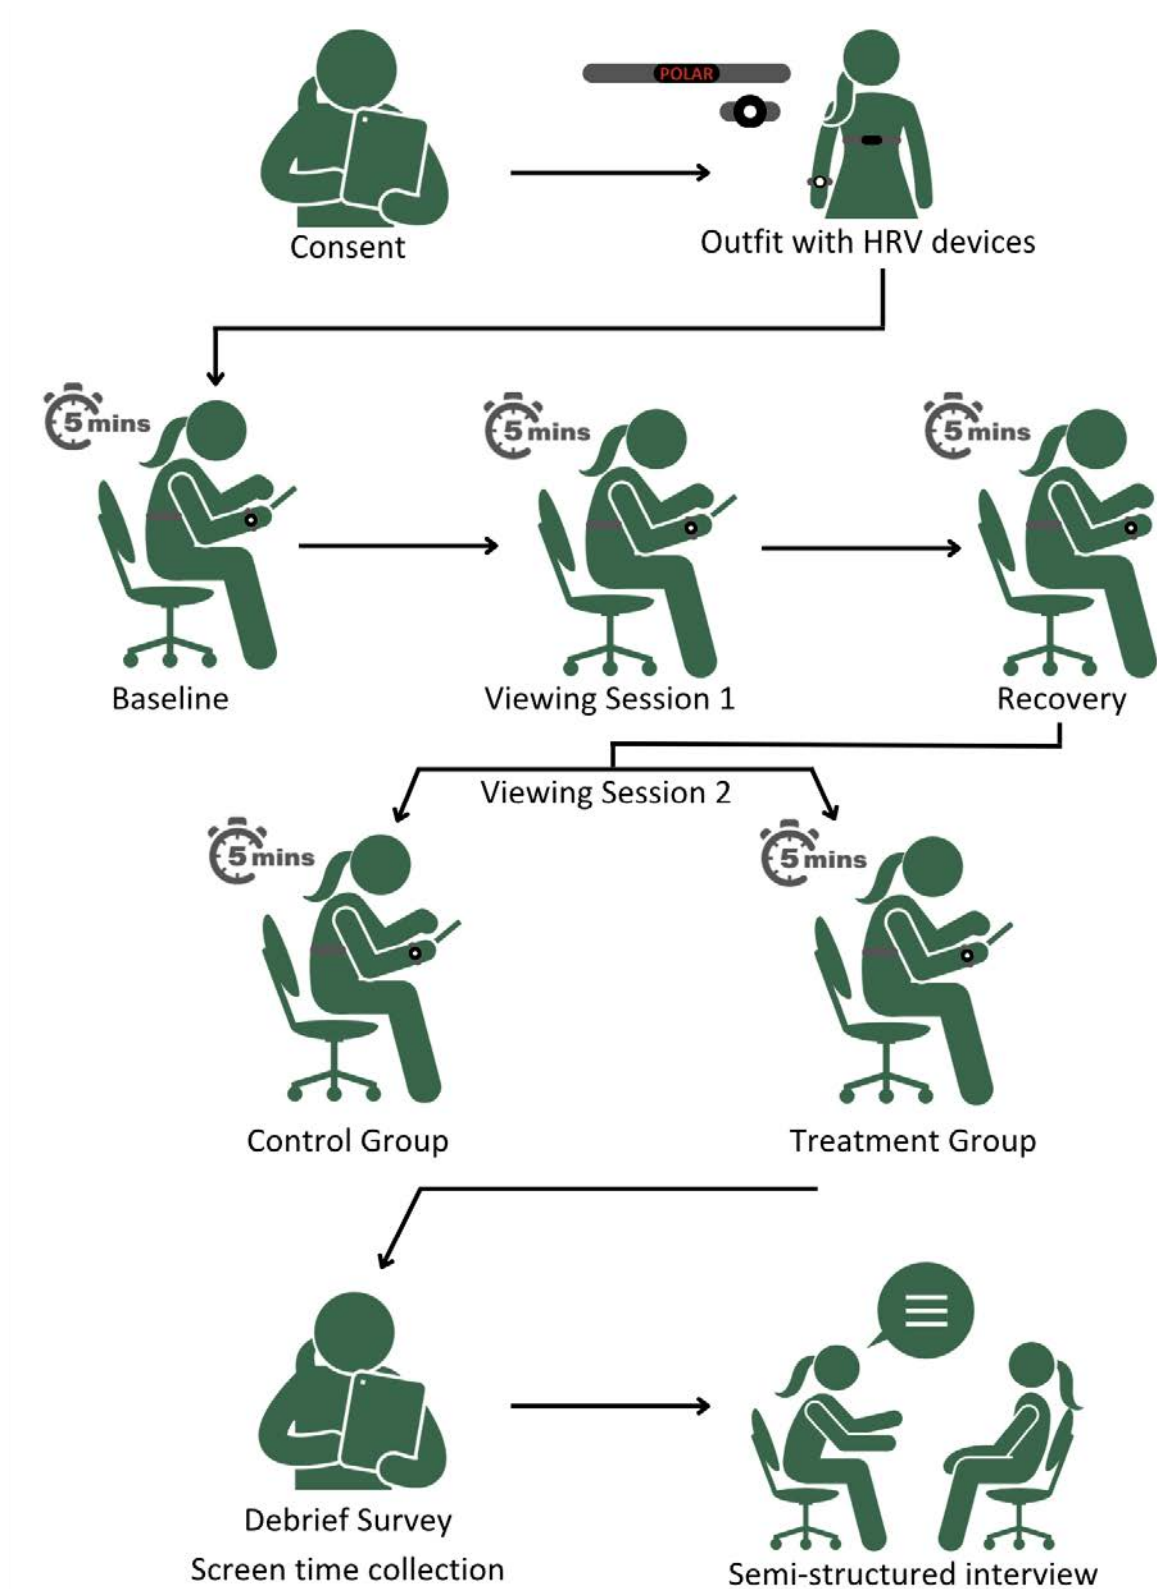 POLAR
Consent
Outfit with HRV devices
5 mins
5 mins
5 mins
Baseline
Viewing Session 1
Recovery
Viewing Session 2
5 mins
5 mins
Control Group
Treatment Group
Debrief Survey
Screen time collection
Semi-structured interview